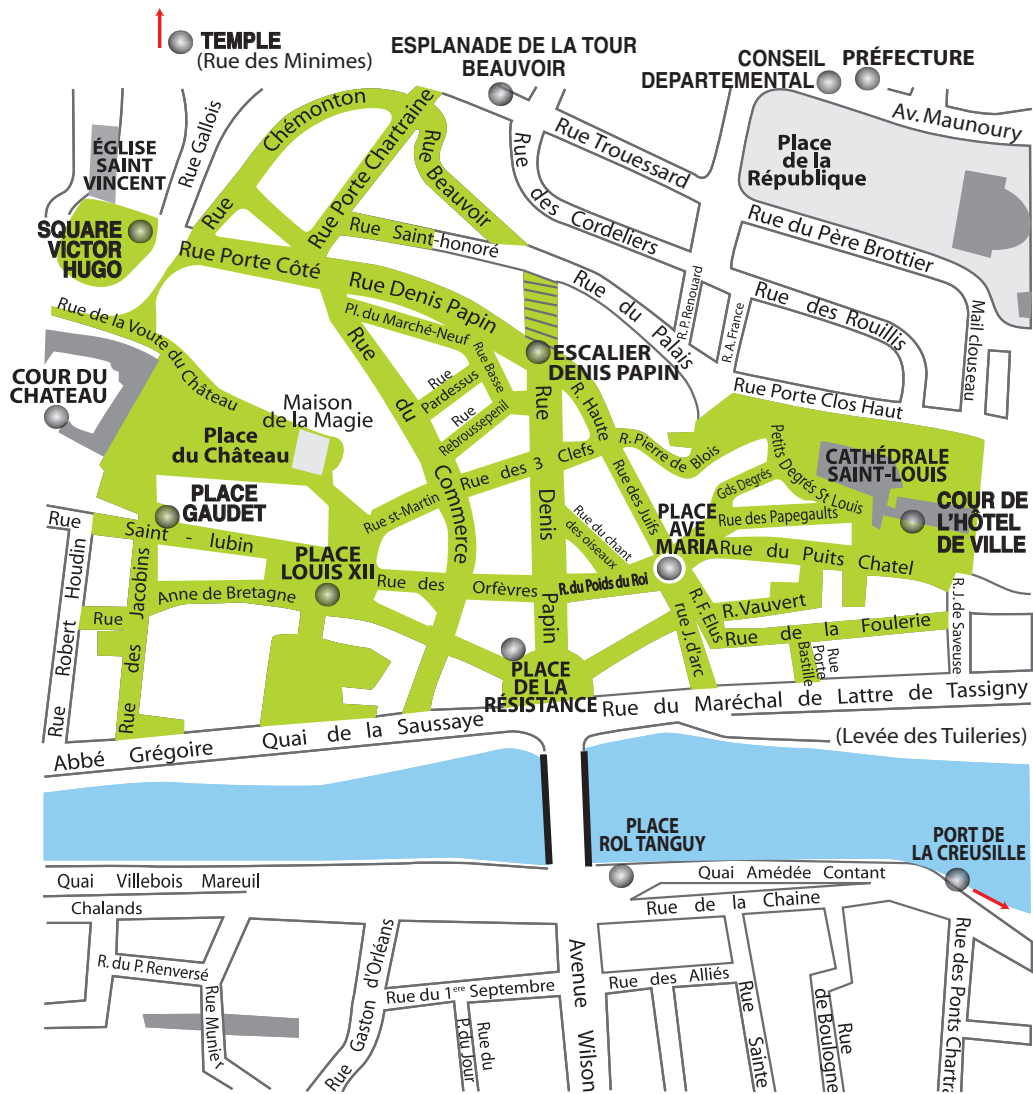 TEMPLE
(Rue des Minimes)
ESPLANADE DE LA TOUR
BEAUVOIR
CONSEIL
DEPARTEMENTAL
PRÉFECTURE
Av. Maunoury
ÉGLISE
SAINT
VINCENT
Rue Gallois
Rue Chémonton
Rue Porte Chartraine
Rue Beauvoir
Rue des Cordeliers
Rue Trouessard
Place
de la
République
SQUARE
VICTOR
HUGO
Rue Porte Côté
Rue Saint-honoré
Rue du Père Brottier
Rue Denis Papin
Rue du Palais
R. P. Renouard
R. A. France
Rue des Rouillis
Mail clouseau
Rue de la Voute du Château
Pl. du Marché-Neuf
Rue Basse
Rue
Pardessus
Rue
Rebroussepenil
ESCALIER
DENIS PAPIN
COUR DU
CHATEAU
Maison
de la Magie
Place
du Château
Rue du Commerce
Rue Denis Papin
R. Haute
Rue Porte Clos Haut
R. Pierre de Blois
Petits Degrés St Louis
Gds Degrés
CATHÉDRALE
SAINT-LOUIS
Rue des 3 Clefs
Rue st-Martin
Rue des Juifs
PLACE
GAUDET
Rue Saint - lubin
PLACE
LOUIS XII
Rue du chant
des oiseaux
PLACE
AVE
MARIA
Rue des Papegaults
COUR DE
L'HÔTEL
DE VILLE
Rue du Puits Chatel
Rue Robert Houdin
Rue des Jacobins
Rue Anne de Bretagne
Rue des Orfèvres
R. du Poids du Roi
R. F. Elus
rue J. d'arc
R. Vauvert
Rue de la Foulerie
Rue
Porte
Bastille
R. J. de Saveuse
PLACE
DE LA
RÉSISTANCE
Rue du Maréchal de Lattre de Tassigny
(Levée des Tuileries)
Abbé Grégoire
Quai de la Saussaye
PLACE
ROL TANGUY
PORT DE
LA CREUSILLE
Quai Villebois Mareuil
Quai Amédée Contant
Chalands
Rue de la Chaine
R. du P. Renversé
Rue Munier
Rue Gaston d'Orléans
Rue du 1ere Septembre
Rue du
P. du Jour
Avenue Wilson
Rue des Alliés
Rue Sainte
Rue
de Boulogne
Rue des Ponts Chartra